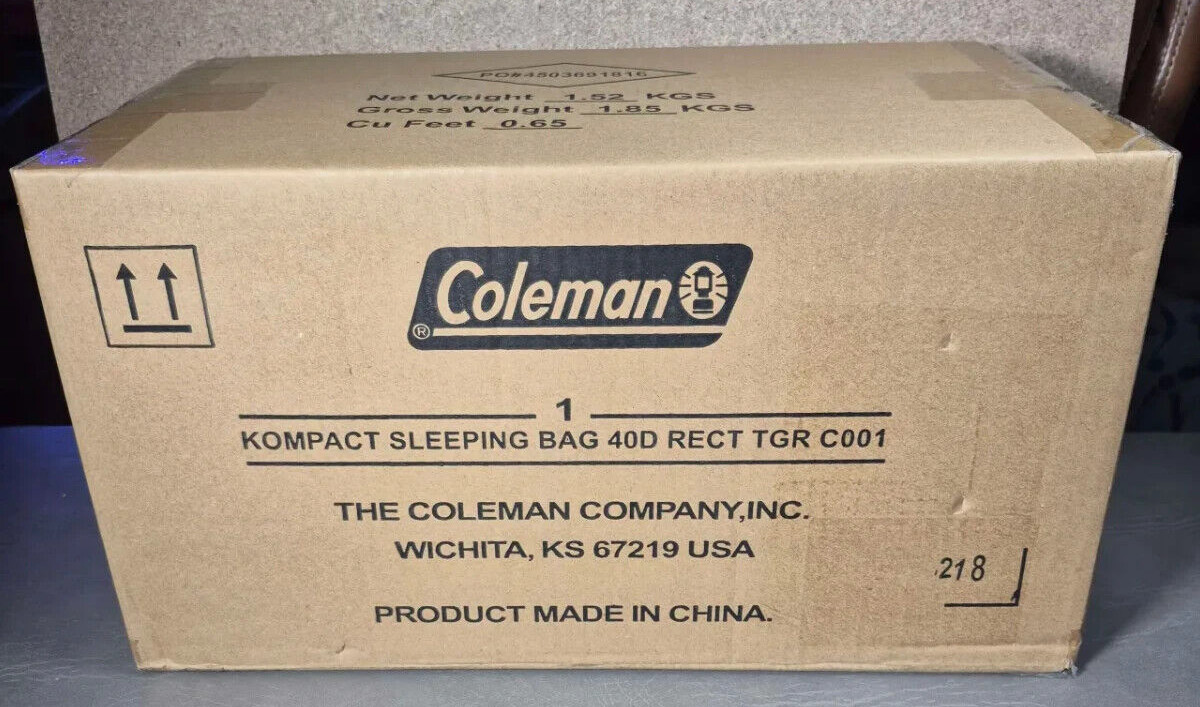 PO#4503691816
Net Weight 1.52 KGS
Gross Weight 1.85 KGS
Cu Feet 0.65
Coleman
®
1
KOMPACT SLEEPING BAG 40D RECT TGR C001
THE COLEMAN COMPANY,INC.
WICHITA, KS 67219 USA
218
PRODUCT MADE IN CHINA.